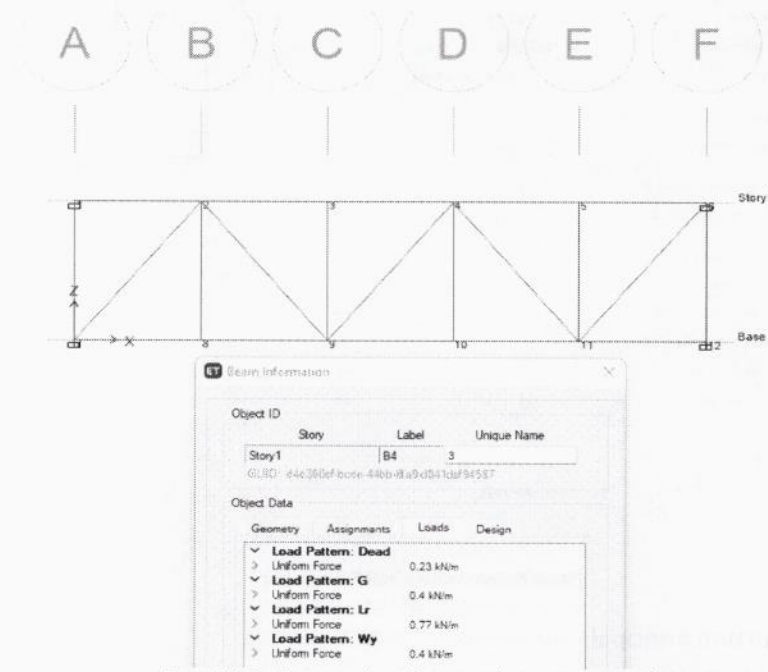 A B C D E F
Story
2 3 4 5
Z
X
Base
8 9 10 11 12
Beam Information
Object ID
Story Label Unique Name
Story1 B4 3
Object Data
Geometry Assignments Loads Design
Load Pattern: Dead
Uniform Force 0.23 kN/m
Load Pattern: G
Uniform Force 0.4 kN/m
Load Pattern: Lr
Uniform Force 0.77 kN/m
Load Pattern: Wy
Uniform Force 0.4 kN/m